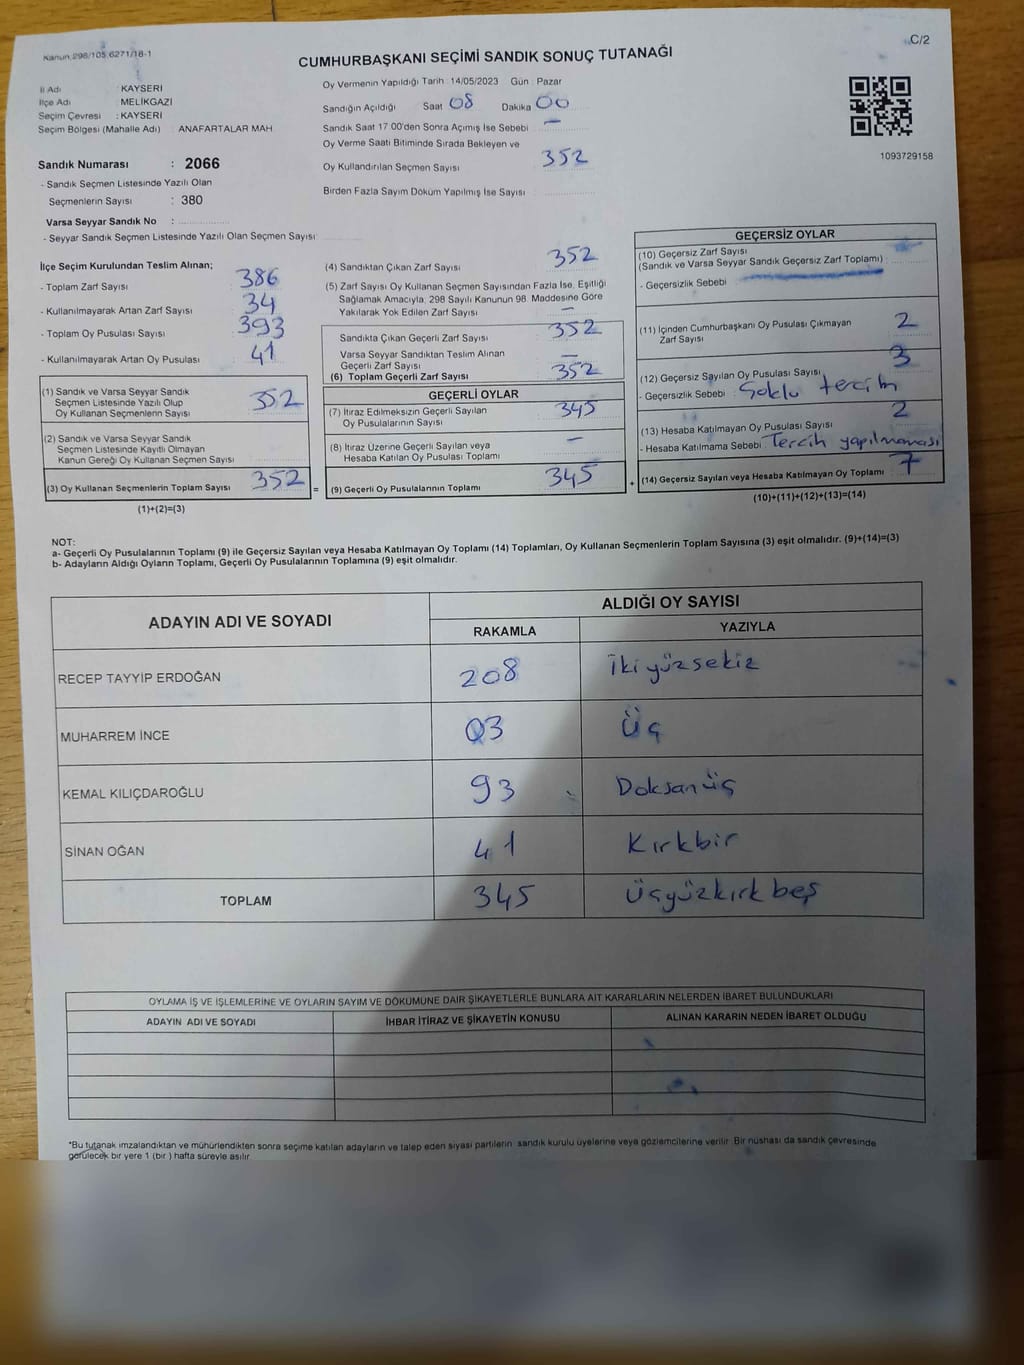 Kanun 298/105 6271/18-1
C/2
CUMHURBAŞKANI SEÇİMİ SANDIK SONUÇ TUTANAĞI
İl Adı : KAYSERİ
İlçe Adı MELİKGAZİ
Seçim Çevresi : KAYSERİ
Seçim Bölgesi (Mahalle Adı) : ANAFARTALAR MAH
Sandık Numarası : 2066
- Sandık Seçmen Listesinde Yazılı Olan
Seçmenlerin Sayısı : 380
Varsa Seyyar Sandık No :
- Seyyar Sandık Seçmen Listesinde Yazılı Olan Seçmen Sayısı:
Oy Vermenin Yapıldığı Tarih 14/05/2023 Gün : Pazar
Sandığın Açıldığı Saat 08 Dakika 00
Sandık Saat 17 00'den Sonra Açımış İse Sebebi —
Oy Verme Saati Bitiminde Sırada Bekleyen ve
Oy Kullandırılan Seçmen Sayısı 352
Birden Fazla Sayım Döküm Yapılmış İse Sayısı
1093729158
İlçe Seçim Kurulundan Teslim Alınan;
- Toplam Zarf Sayısı 386
- Kullanılmayarak Artan Zarf Sayısı 34
- Toplam Oy Pusulası Sayısı 393
- Kullanılmayarak Artan Oy Pusulası 41
(1) Sandık ve Varsa Seyyar Sandık
Seçmen Listesinde Yazılı Olup
Oy Kullanan Seçmenlerin Sayısı 352
(2) Sandık ve Varsa Seyyar Sandık
Seçmen Listesinde Kayıtlı Olmayan
Kanun Gereği Oy Kullanan Seçmen Sayısı
(3) Oy Kullanan Seçmenlerin Toplam Sayısı 352 =
(1)+(2)=(3)
(4) Sandıktan Çıkan Zarf Sayısı 352
(5) Zarf Sayısı Oy Kullanan Seçmen Sayısından Fazla İse, Eşitliği
Sağlamak Amacıyla, 298 Sayılı Kanunun 98. Maddesine Göre
Yakılarak Yok Edilen Zarf Sayısı —
Sandıkta Çıkan Geçerli Zarf Sayısı 352
Varsa Seyyar Sandıktan Teslim Alınan
Geçerli Zarf Sayısı —
(6) Toplam Geçerli Zarf Sayısı 352
GEÇERLİ OYLAR
(7) İtiraz Edilmeksizin Geçerli Sayılan
Oy Pusulalarının Sayısı 345
(8) İtiraz Üzerine Geçerli Sayılan veya
Hesaba Katılan Oy Pusulası Toplamı —
(9) Geçerli Oy Pusulalarının Toplamı 345 +
GEÇERSİZ OYLAR
(10) Geçersiz Zarf Sayısı
(Sandık ve Varsa Seyyar Sandık Geçersiz Zarf Toplamı)
- Geçersizlik Sebebi
(11) İçinden Cumhurbaşkanı Oy Pusulası Çıkmayan
Zarf Sayısı 2
(12) Geçersiz Sayılan Oy Pusulası Sayısı 3
- Geçersizlik Sebebi : Çoklu tercih
(13) Hesaba Katılmayan Oy Pusulası Sayısı 2
- Hesaba Katılmama Sebebi : Tercih yapılmaması
(14) Geçersiz Sayılan veya Hesaba Katılmayan Oy Toplamı 7
(10)+(11)+(12)+(13)=(14)
NOT:
a- Geçerli Oy Pusulalarının Toplamı (9) ile Geçersiz Sayılan veya Hesaba Katılmayan Oy Toplamı (14) Toplamları, Oy Kullanan Seçmenlerin Toplam Sayısına (3) eşit olmalıdır. (9)+(14)=(3)
b- Adayların Aldığı Oyların Toplamı, Geçerli Oy Pusulalarının Toplamına (9) eşit olmalıdır.
ADAYIN ADI VE SOYADI
ALDIĞI OY SAYISI
RAKAMLA YAZIYLA
RECEP TAYYİP ERDOĞAN 208 İkiyüzsekiz
MUHARREM İNCE 03 Üç
KEMAL KILIÇDAROĞLU 93 Doksanüç
SİNAN OĞAN 41 Kırkbir
TOPLAM 345 Üçyüzkırkbeş
OYLAMA İŞ VE İŞLEMLERİNE VE OYLARIN SAYIM VE DÖKÜMÜNE DAİR ŞİKAYETLERLE BUNLARA AİT KARARLARIN NELERDEN İBARET BULUNDUKLARI
ADAYIN ADI VE SOYADI İHBAR İTİRAZ VE ŞİKAYETİN KONUSU ALINAN KARARIN NEDEN İBARET OLDUĞU
*Bu tutanak imzalandıktan ve mühürlendikten sonra seçime katılan adayların ve talep eden siyasi partilerin sandık kurulu üyelerine veya gözlemcilerine verilir. Bir nüshası da sandık çevresinde
görülecek bir yere 1 (bir) hafta süreyle asılır